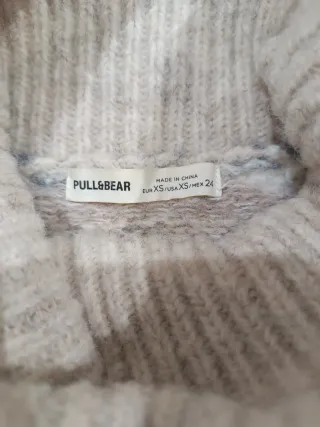 PULL&BEAR
MADE IN CHINA
EUR XS/USA XS/MEX 24